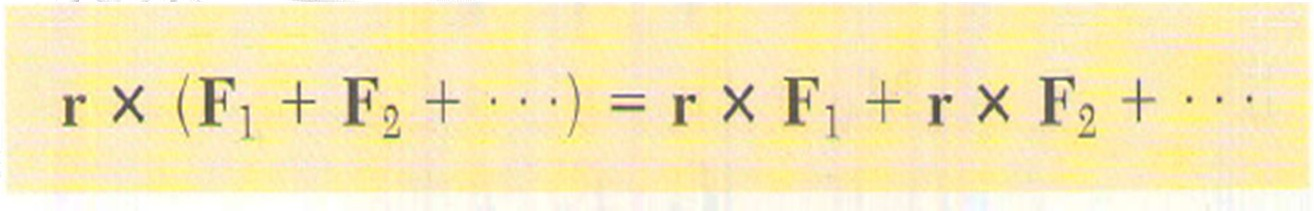 r × (F₁ + F₂ + ···) = r × F₁ + r × F₂ + ···